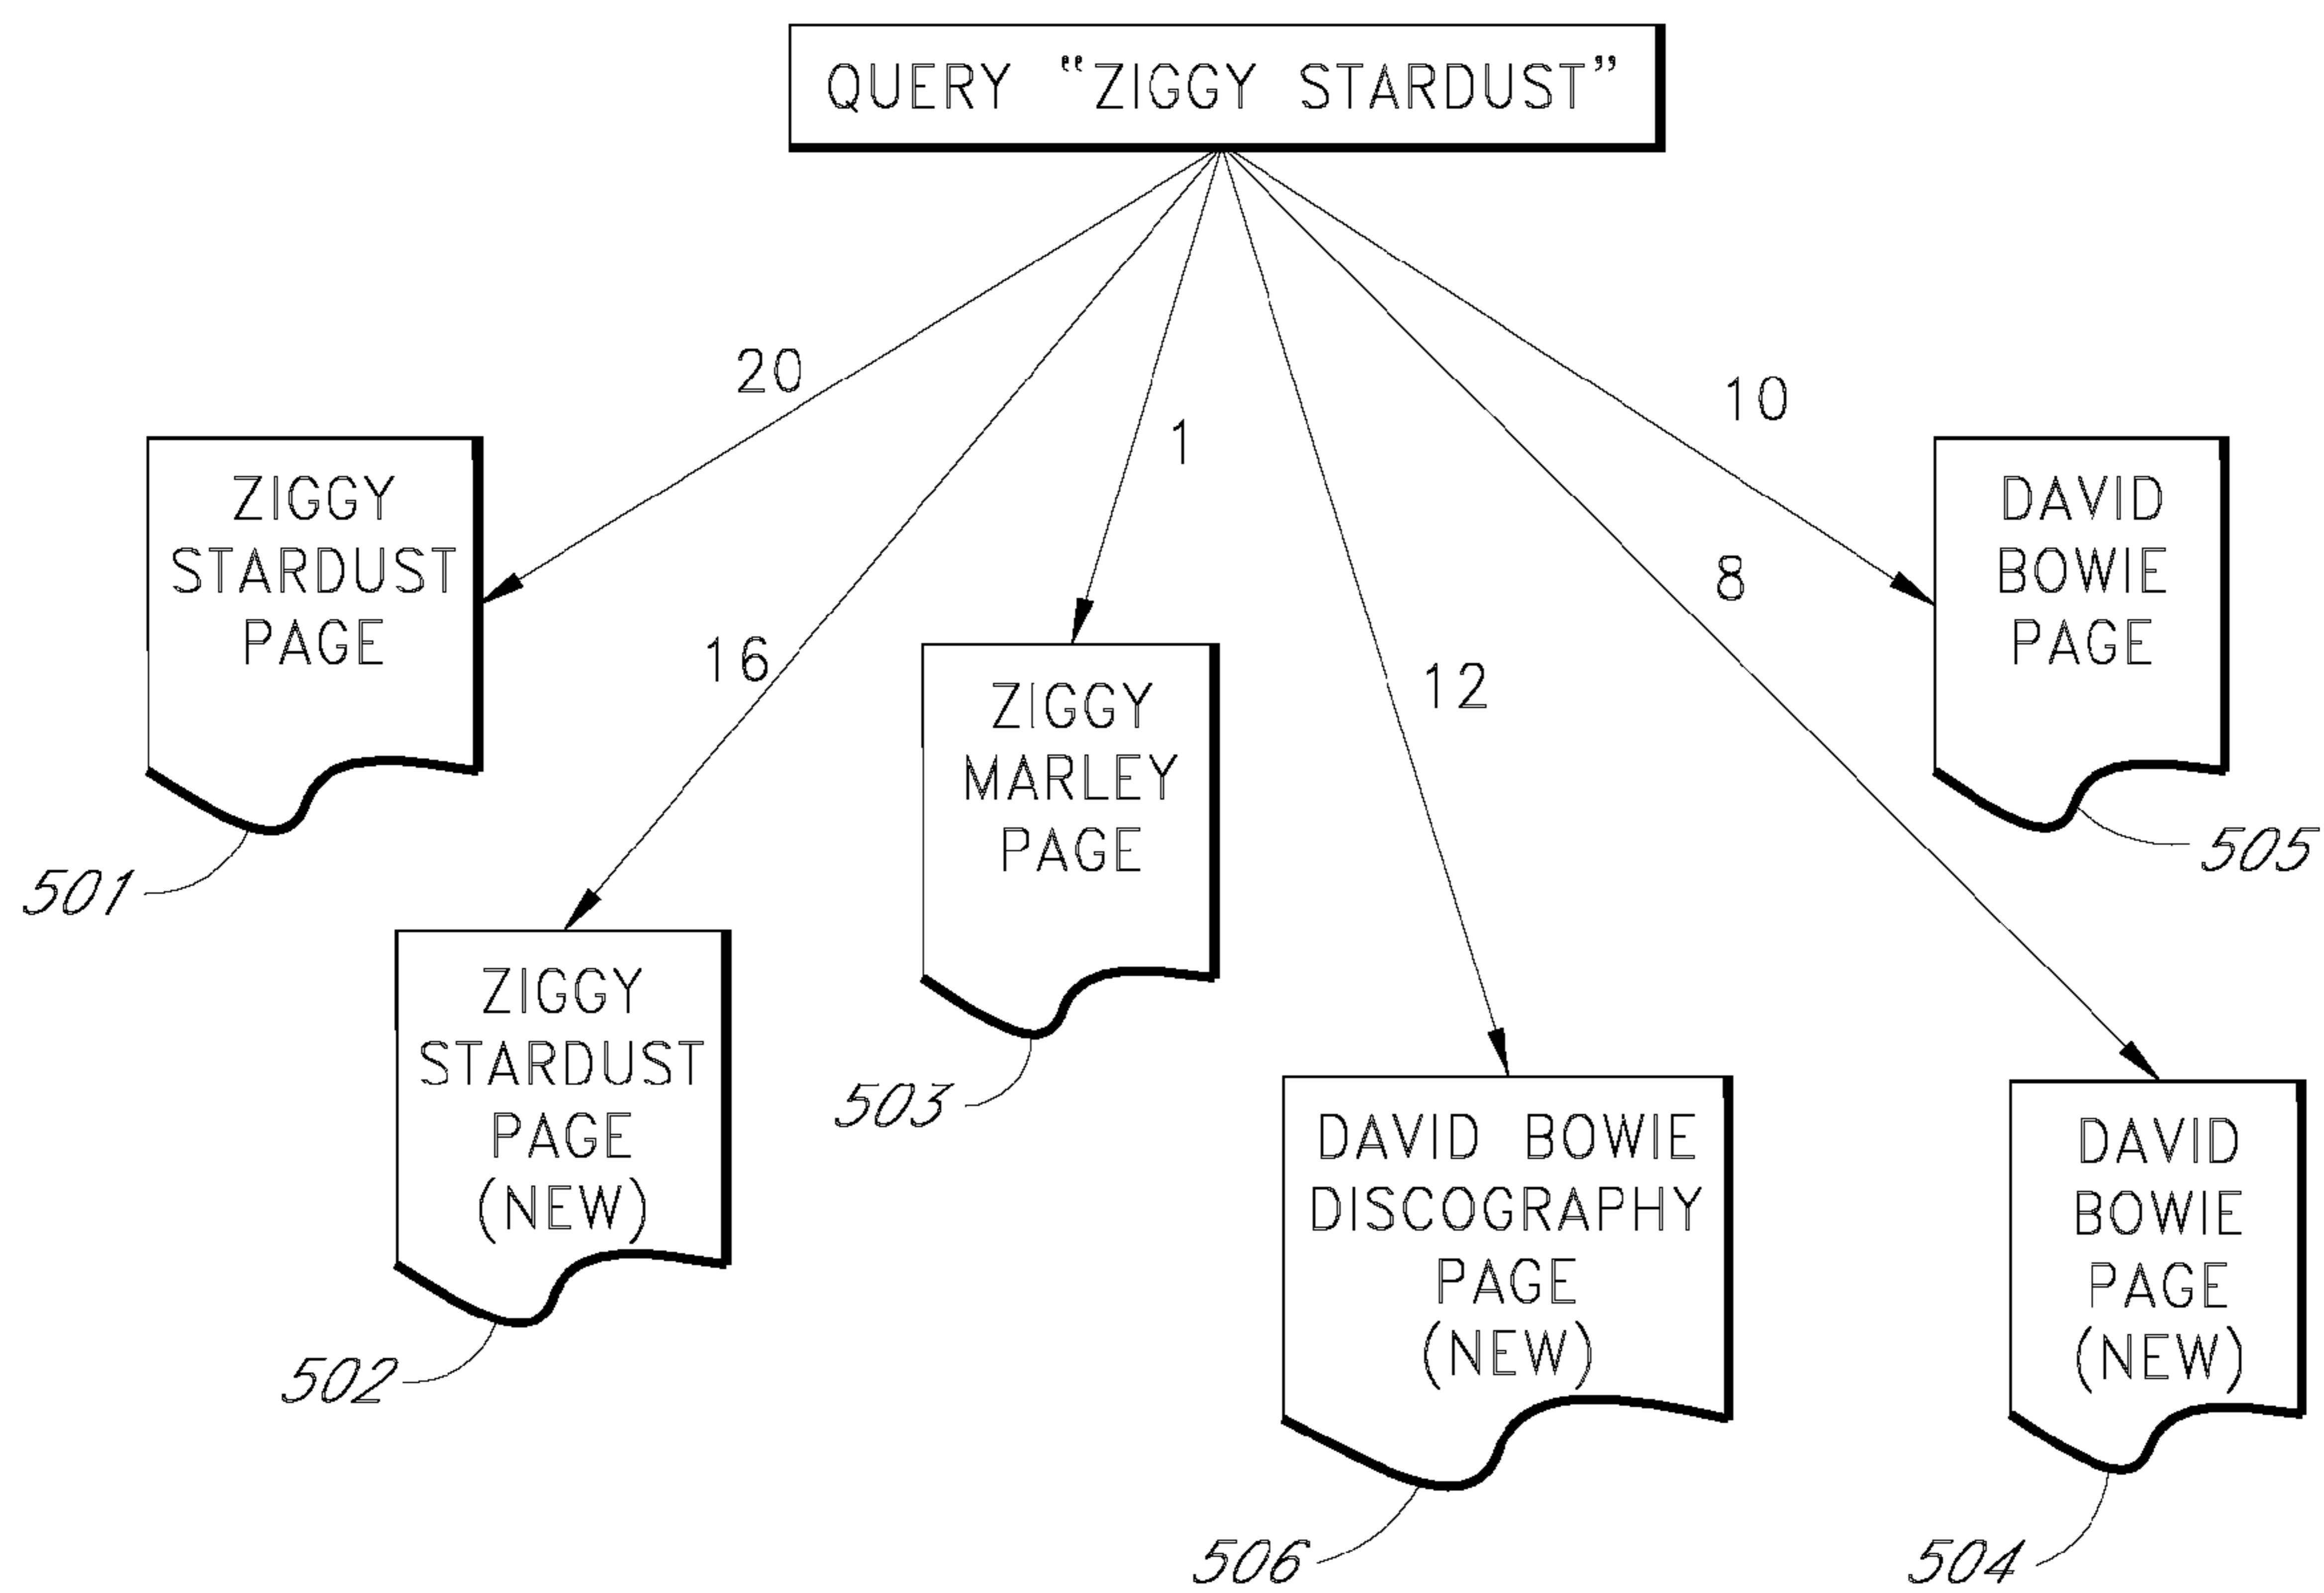 QUERY “ZIGGY STARDUST”
20
16
1
12
8
10
ZIGGY
STARDUST
PAGE
501
ZIGGY
STARDUST
PAGE
(NEW)
502
ZIGGY
MARLEY
PAGE
503
DAVID BOWIE
DISCOGRAPHY
PAGE
(NEW)
506
DAVID
BOWIE
PAGE
505
DAVID
BOWIE
PAGE
(NEW)
504